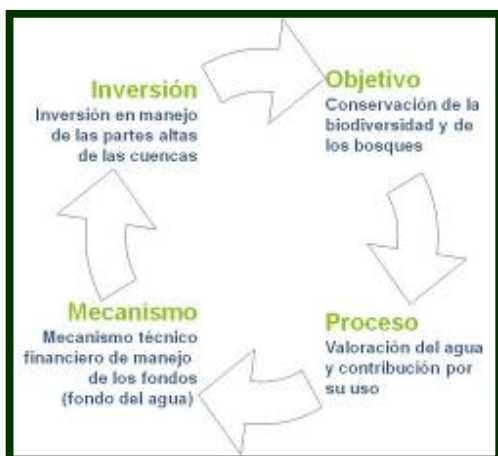 Inversión
Inversión en manejo
de las partes altas
de las cuencas
Objetivo
Conservación de la
biodiversidad y de
los bosques
Mecanismo
Mecanismo técnico
financiero de manejo
de los fondos
(fondo del agua)
Proceso
Valoración del agua
y contribución por
su uso